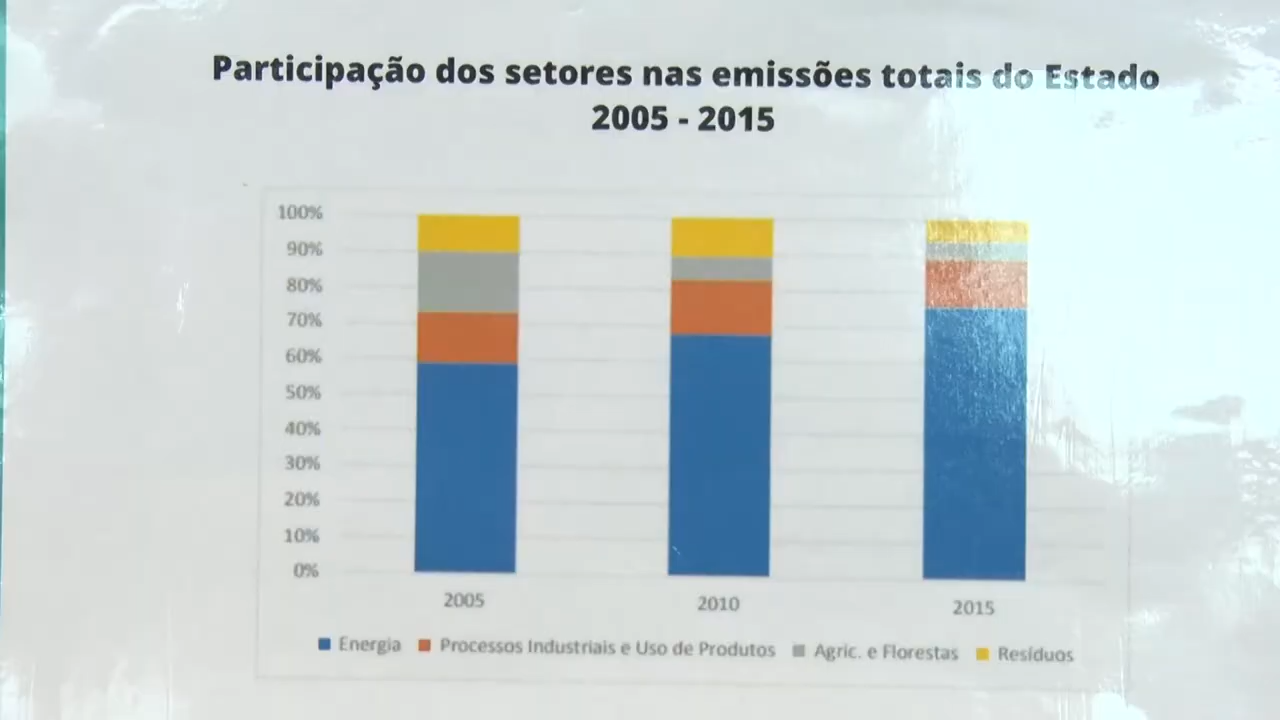 Participação dos setores nas emissões totais do Estado
2005 - 2015
100%
90%
80%
70%
60%
50%
40%
30%
20%
10%
0%
2005 2010 2015
Energia Processos Industriais e Uso de Produtos Agric. e Florestas Resíduos